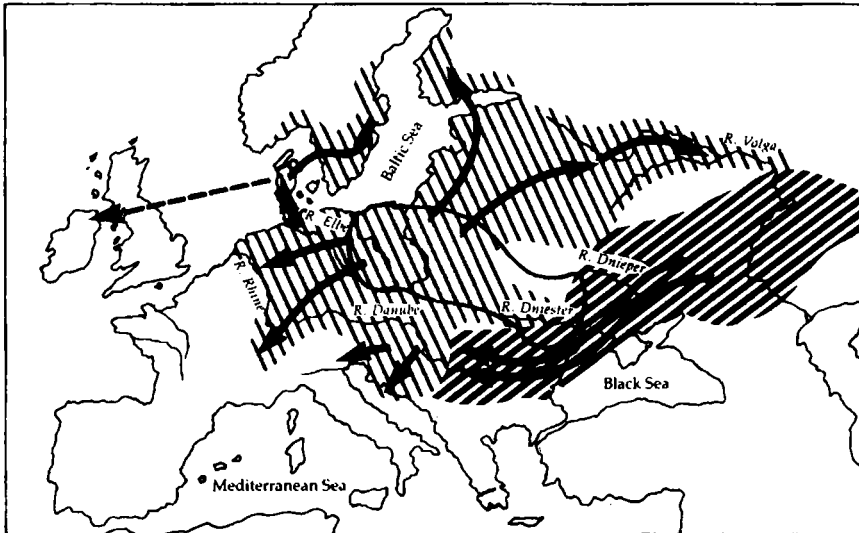 R. Volga
Baltic Sea
R. Elbe
R. Dnieper
R. Rhine
R. Danube
R. Dniester
Black Sea
Mediterranean Sea